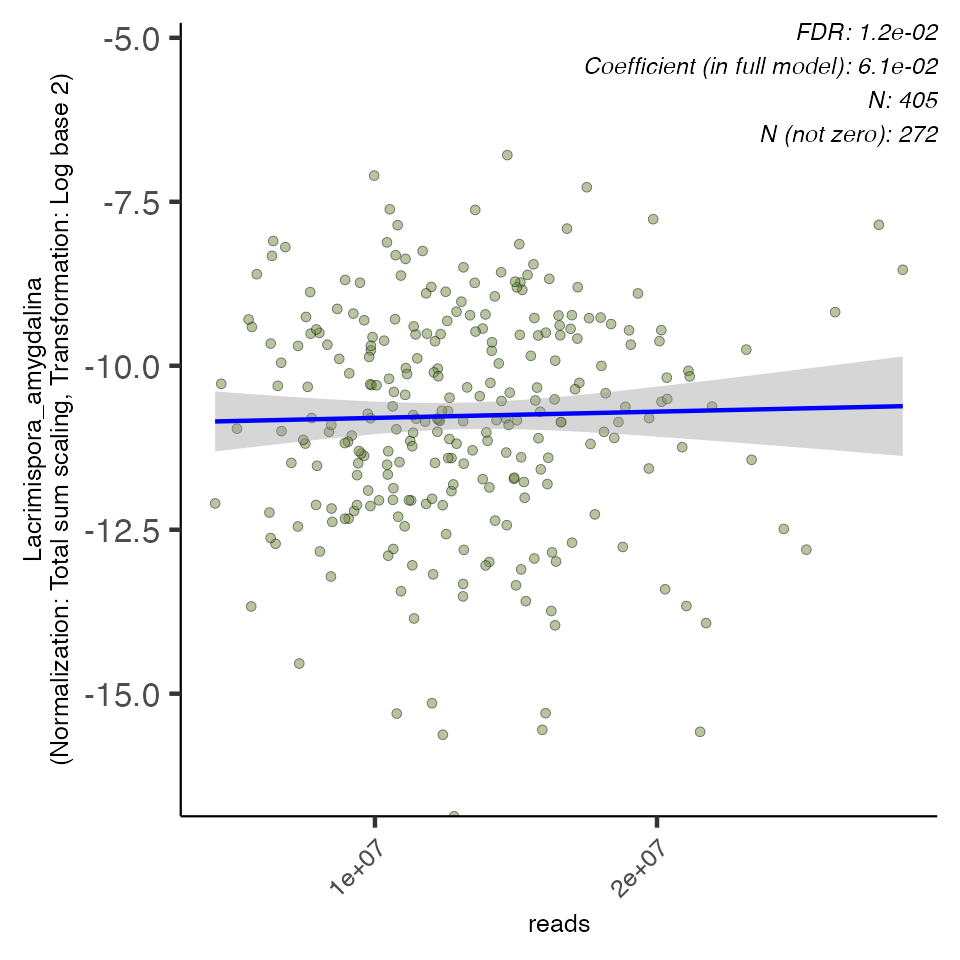 FDR: 1.2e-02
Coefficient (in full model): 6.1e-02
N: 405
N (not zero): 272
Lacrimispora_amygdalina
(Normalization: Total sum scaling, Transformation: Log base 2)
-5.0
-7.5
-10.0
-12.5
-15.0
1e+07
2e+07
reads